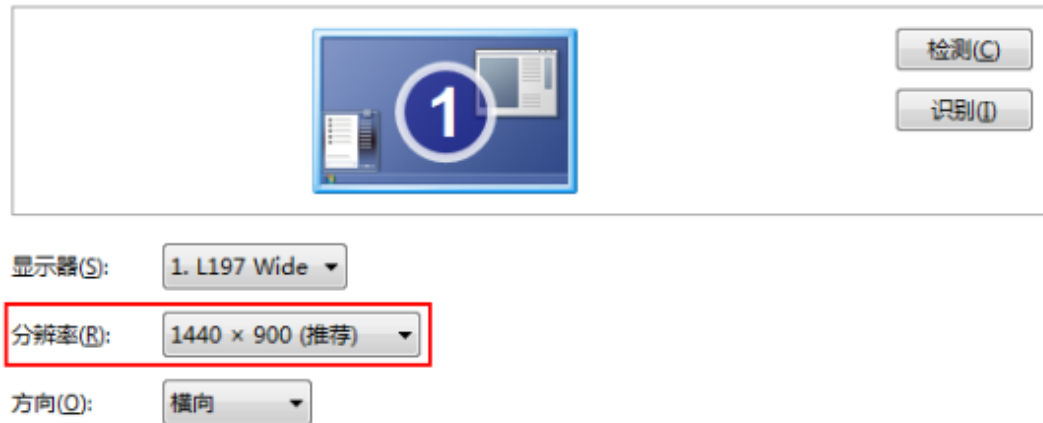 1
检测(C)
识别(I)
显示器(S): 1. L197 Wide
分辨率(R): 1440 × 900 (推荐)
方向(O): 横向